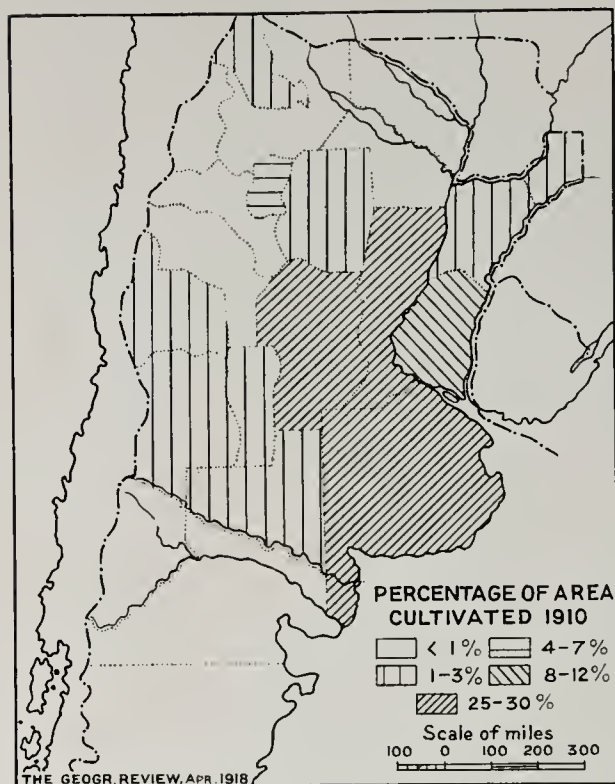 PERCENTAGE OF AREA
CULTIVATED 1910
< 1% 4-7%
1-3% 8-12%
25-30%
Scale of miles
100 0 100 200 300
THE GEOGR. REVIEW, APR. 1918